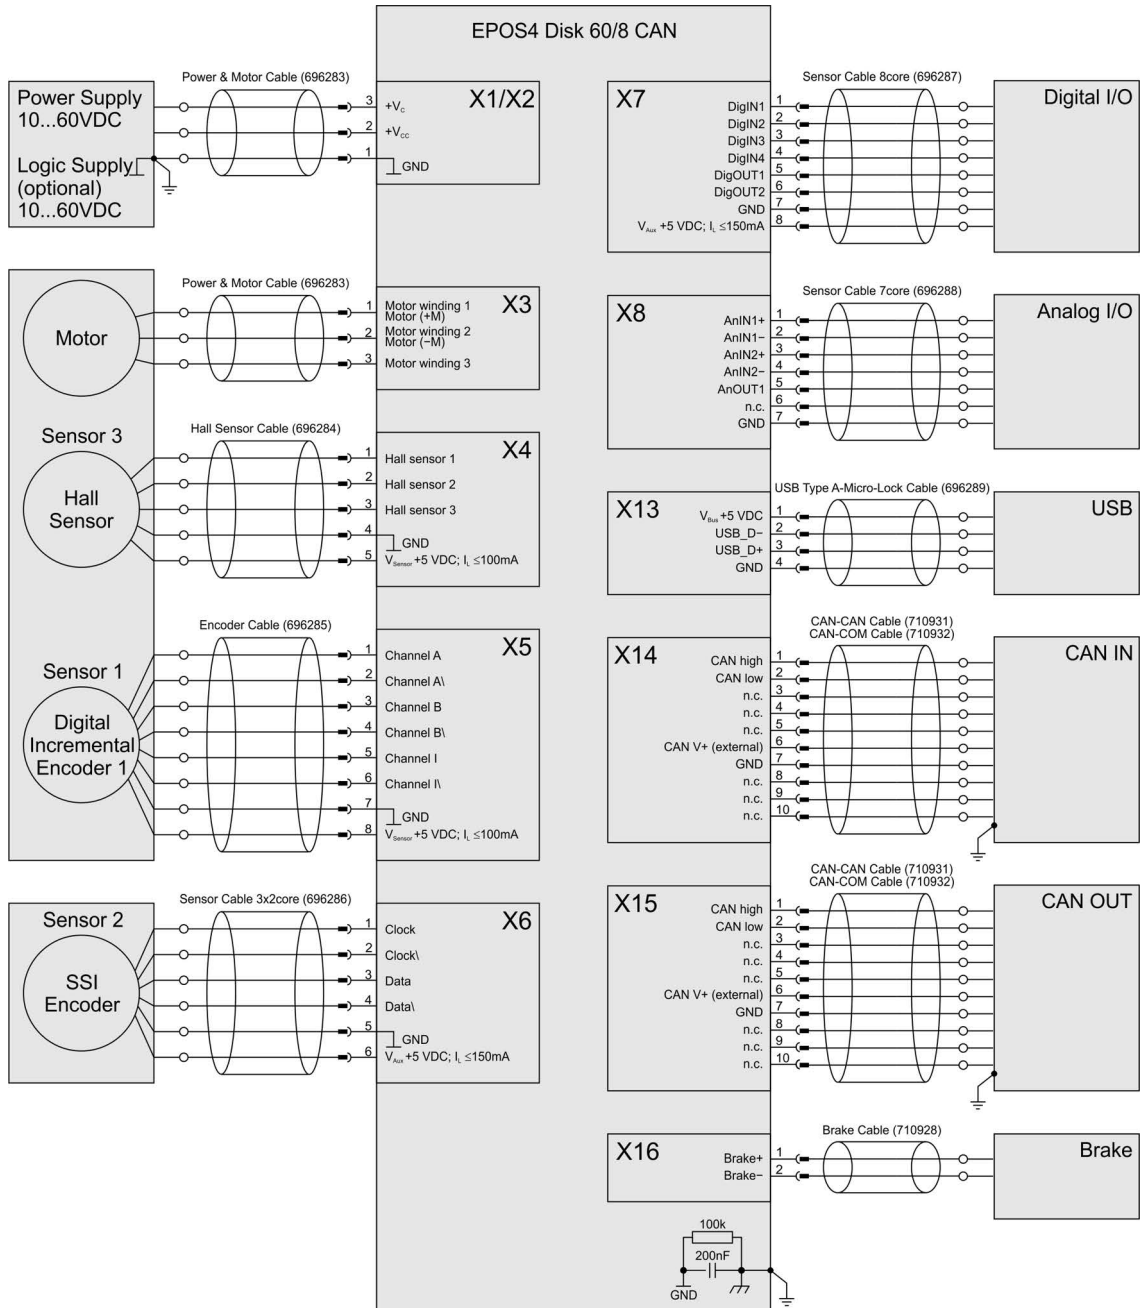 EPOS4 Disk 60/8 CAN
Power & Motor Cable (696283)
Power Supply
10...60VDC
Logic Supply
(optional)
10...60VDC
X1/X2
3 +Vc
2 +Vcc
1
GND
Power & Motor Cable (696283)
Motor
X3
1 Motor winding 1
Motor (+M)
2 Motor winding 2
Motor (−M)
3 Motor winding 3
Hall Sensor Cable (696284)
Sensor 3
Hall
Sensor
X4
1 Hall sensor 1
2 Hall sensor 2
3 Hall sensor 3
4
GND
5 VSensor +5 VDC; IL ≤100mA
Encoder Cable (696285)
Sensor 1
Digital
Incremental
Encoder 1
X5
1 Channel A
2 Channel A\
3 Channel B
4 Channel B\
5 Channel I
6 Channel I\
7
GND
8 VSensor +5 VDC; IL ≤100mA
Sensor Cable 3x2core (696286)
Sensor 2
SSI
Encoder
X6
1 Clock
2 Clock\
3 Data
4 Data\
5
GND
6 VAux +5 VDC; IL ≤150mA
Sensor Cable 8core (696287)
X7
Digital I/O
DigIN1 1
DigIN2 2
DigIN3 3
DigIN4 4
DigOUT1 5
DigOUT2 6
GND 7
VAux +5 VDC; IL ≤150mA 8
Sensor Cable 7core (696288)
X8
Analog I/O
AnIN1+ 1
AnIN1− 2
AnIN2+ 3
AnIN2− 4
AnOUT1 5
n.c. 6
GND 7
USB Type A-Micro-Lock Cable (696289)
X13
USB
VBus +5 VDC 1
USB_D− 2
USB_D+ 3
GND 4
CAN-CAN Cable (710931)
CAN-COM Cable (710932)
X14
CAN IN
CAN high 1
CAN low 2
n.c. 3
n.c. 4
n.c. 5
CAN V+ (external) 6
GND 7
n.c. 8
n.c. 9
n.c. 10
CAN-CAN Cable (710931)
CAN-COM Cable (710932)
X15
CAN OUT
CAN high 1
CAN low 2
n.c. 3
n.c. 4
n.c. 5
CAN V+ (external) 6
GND 7
n.c. 8
n.c. 9
n.c. 10
Brake Cable (710928)
X16
Brake
Brake+ 1
Brake− 2
100k
200nF
GND